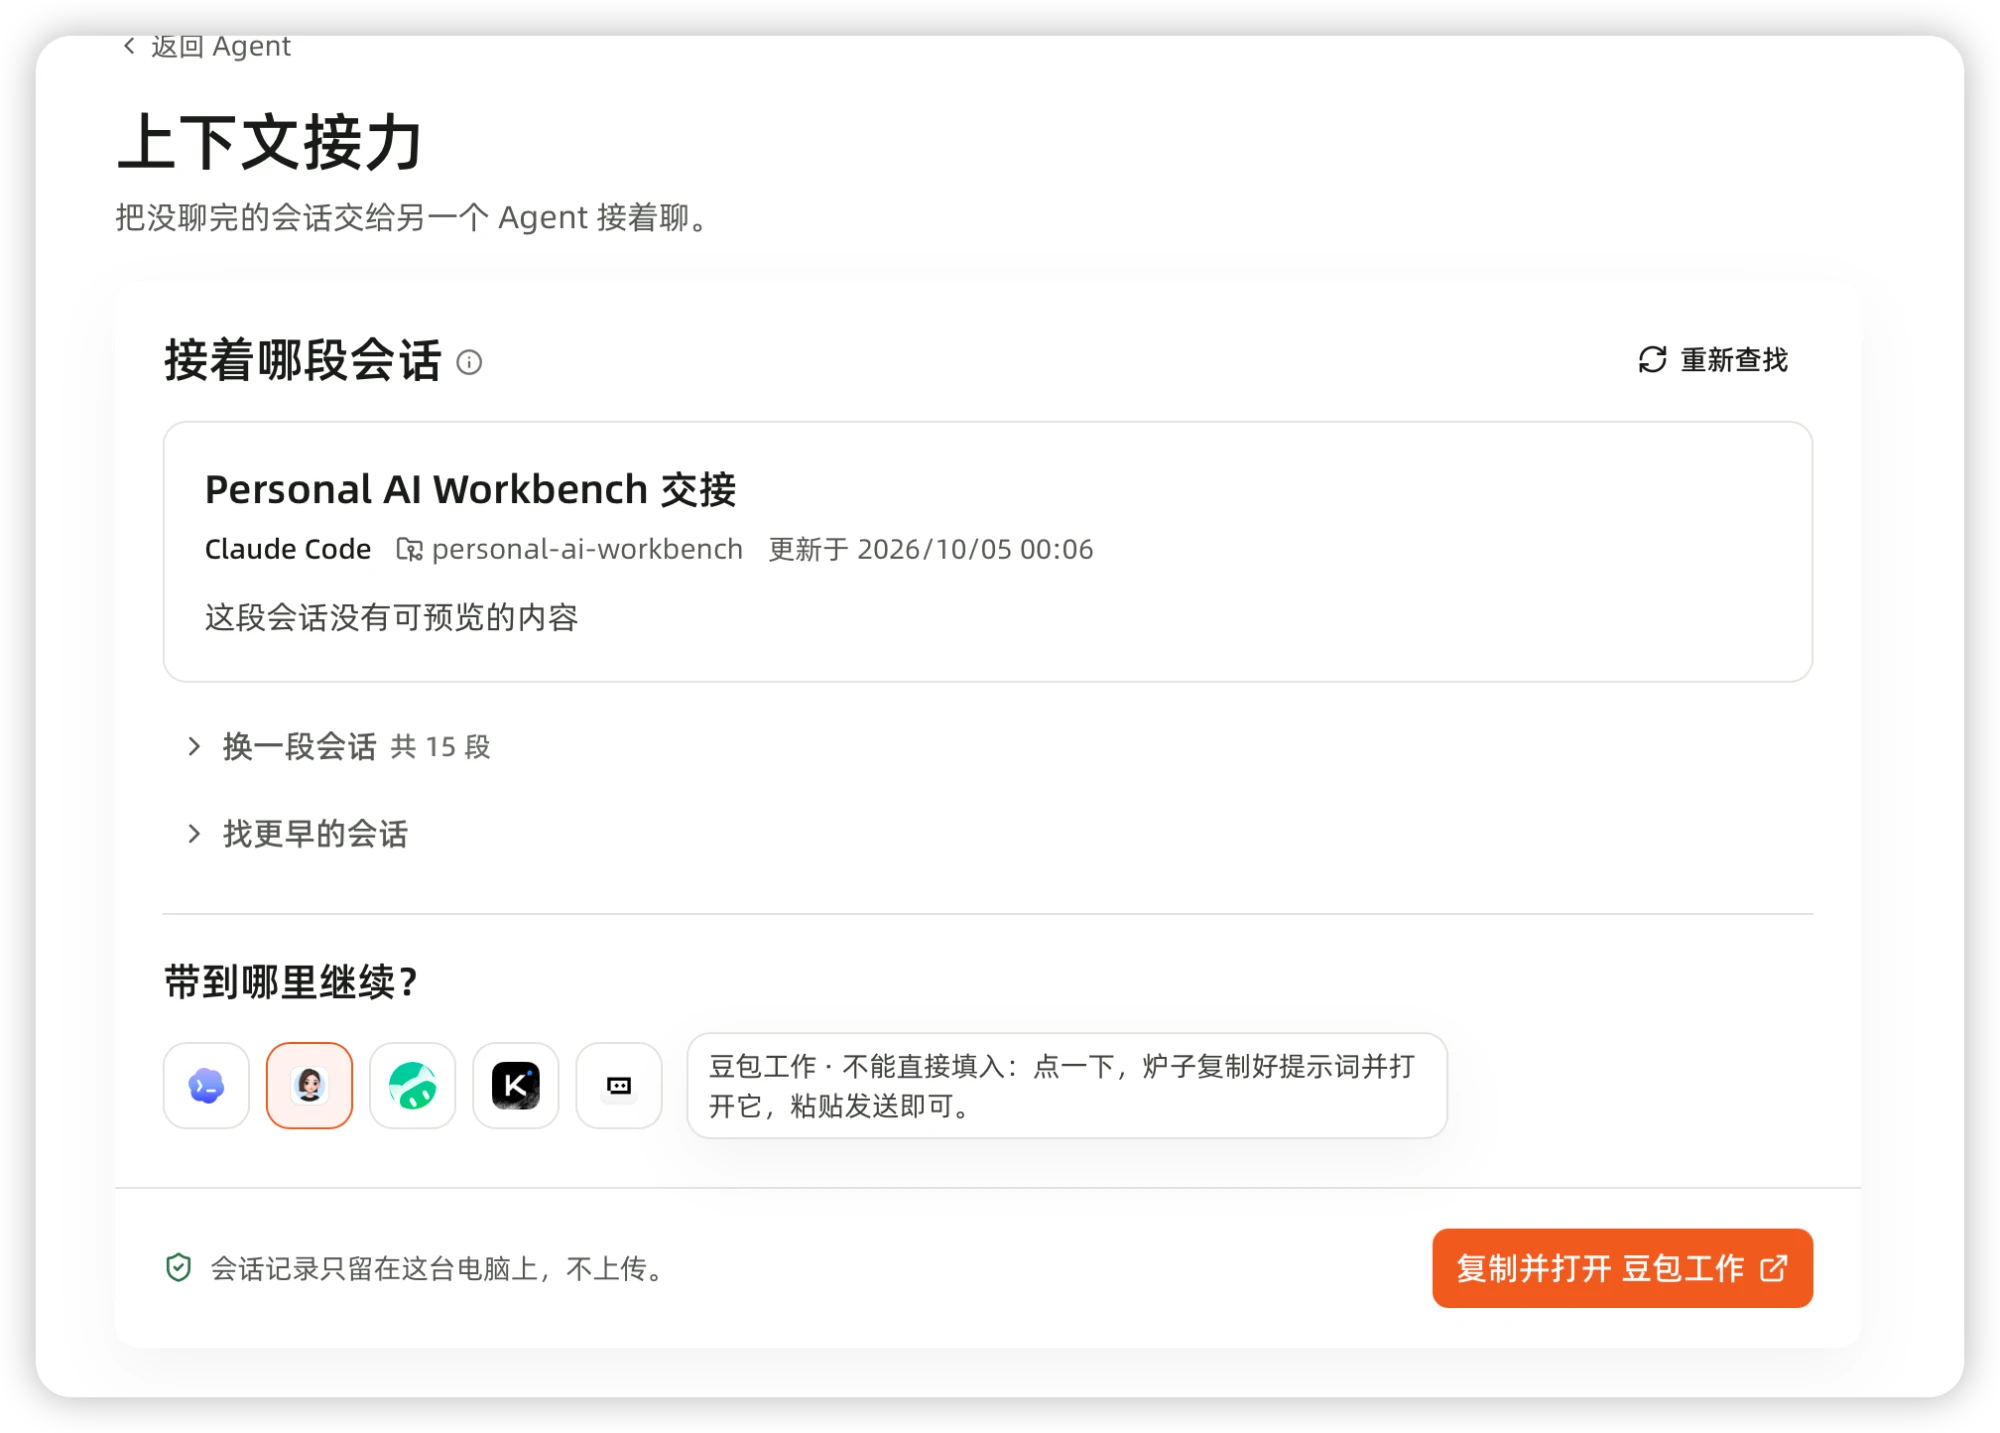 返回 Agent
上下文接力
把没聊完的会话交给另一个 Agent 接着聊。
接着哪段会话
重新查找
Personal AI Workbench 交接
Claude Code personal-ai-workbench 更新于 2026/10/05 00:06
这段会话没有可预览的内容
换一段会话 共 15 段
找更早的会话
带到哪里继续？
K
豆包工作 · 不能直接填入：点一下，炉子复制好提示词并打
开它，粘贴发送即可。
会话记录只留在这台电脑上，不上传。
复制并打开 豆包工作